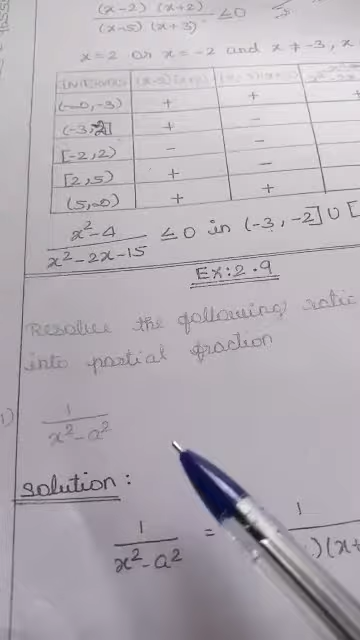 (x-2) (x+2)
/ (x-5) (x+3) ≤0
x=2 or x=-2 and x ≠ -3, x
(-∞,-3) + +
(-3,-2] + -
[-2,2) - -
[2,5) + -
(5,∞) + +
x²-4 / x²-2x-15 ≤0 in (-3,-2] U [
Ex:2.9
Resolve the following ratio
into partial fraction
1) 1 / x²-a²
solution:
1 / x²-a² = 1 / )(x+